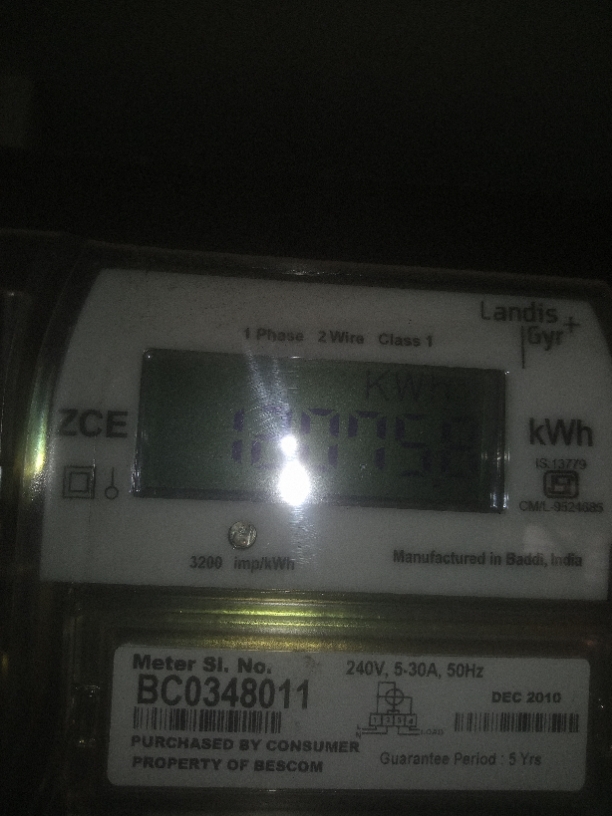 Landis
Gyr+
1 Phase 2 Wire Class 1
KWh
ZCE
kWh
IS:13779
3200 imp/kWh
Manufactured in Baddi, India
Meter Sl. No.
BC0348011
240V, 5-30A, 50Hz
DEC 2010
LOAD
PURCHASED BY CONSUMER
PROPERTY OF BESCOM
Guarantee Period : 5 Yrs